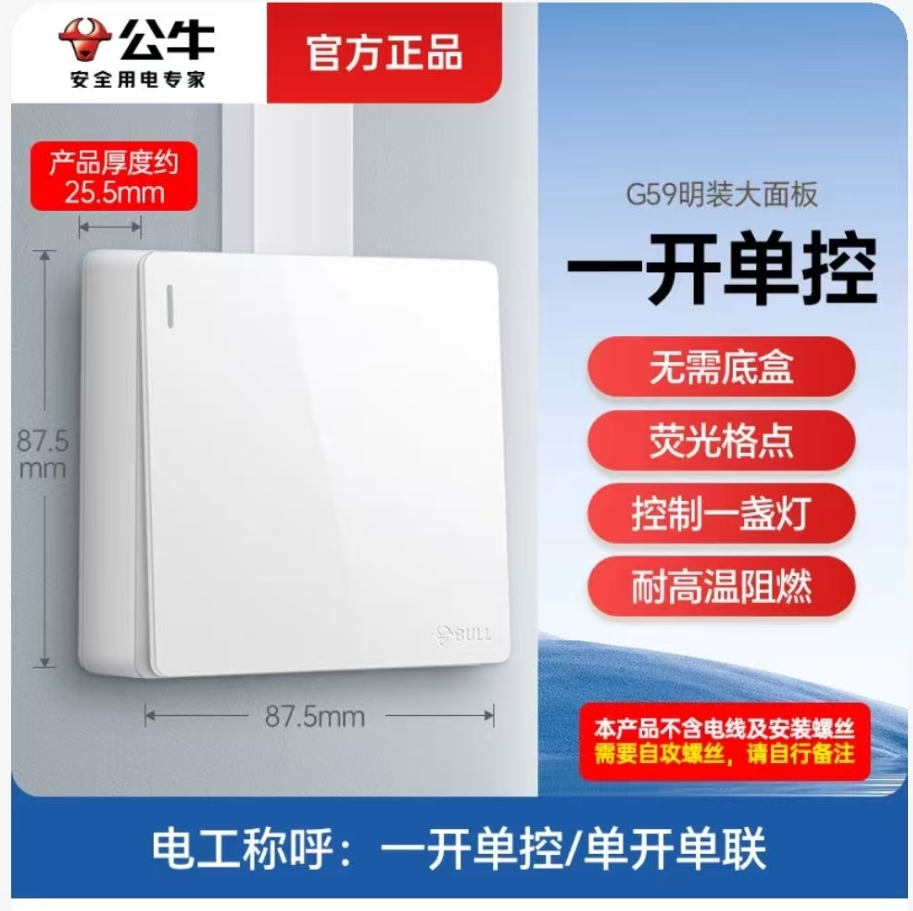 公牛
安全用电专家
官方正品
产品厚度约
25.5mm
G59明装大面板
一开单控
无需底盒
荧光格点
控制一盏灯
耐高温阻燃
87.5
mm
BULL
87.5mm
本产品不含电线及安装螺丝
需要自攻螺丝，请自行备注
电工称呼：一开单控/单开单联